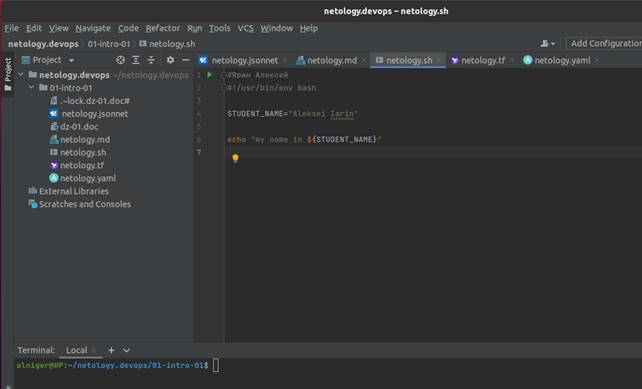 netology.devops – netology.sh
File Edit View Navigate Code Refactor Run Tools VCS Window Help
netology.devops 01-intro-01 netology.sh Add Configuration
Project
Project netology.jsonnet netology.md netology.sh netology.tf netology.yaml
netology.devops ~/netology.devops
01-intro-01
.~lock.dz-01.doc#
netology.jsonnet
dz-01.doc
netology.md
netology.sh
netology.tf
netology.yaml
External Libraries
Scratches and Consoles
1 #Ярин Алексей
2 #!/usr/bin/env bash
3
4 STUDENT_NAME="Aleksei Iarin"
5
6 echo "my name in ${STUDENT_NAME}"
7
Terminal: Local
alniger@HP:~/netology.devops/01-intro-01$